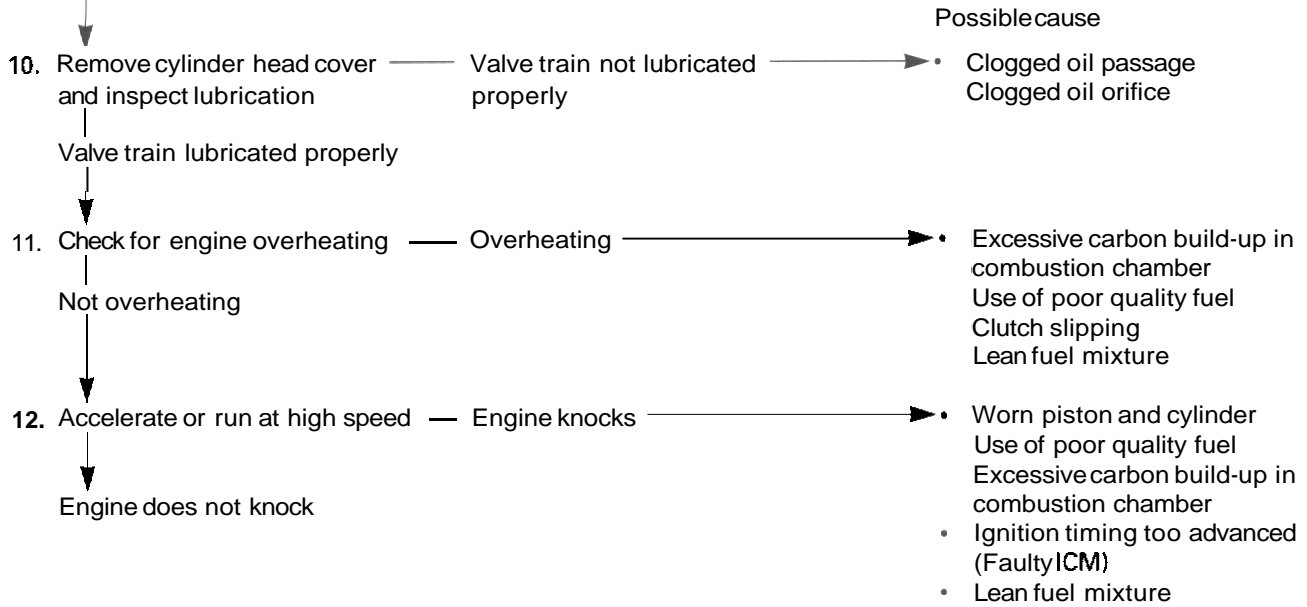 Possible cause
10. Remove cylinder head cover and inspect lubrication
Valve train not lubricated properly
• Clogged oil passage
Clogged oil orifice
Valve train lubricated properly
11. Check for engine overheating
Overheating
• Excessive carbon build-up in combustion chamber
Use of poor quality fuel
Clutch slipping
Lean fuel mixture
Not overheating
12. Accelerate or run at high speed
Engine knocks
• Worn piston and cylinder
Use of poor quality fuel
Excessive carbon build-up in combustion chamber
• Ignition timing too advanced (Faulty ICM)
• Lean fuel mixture
Engine does not knock